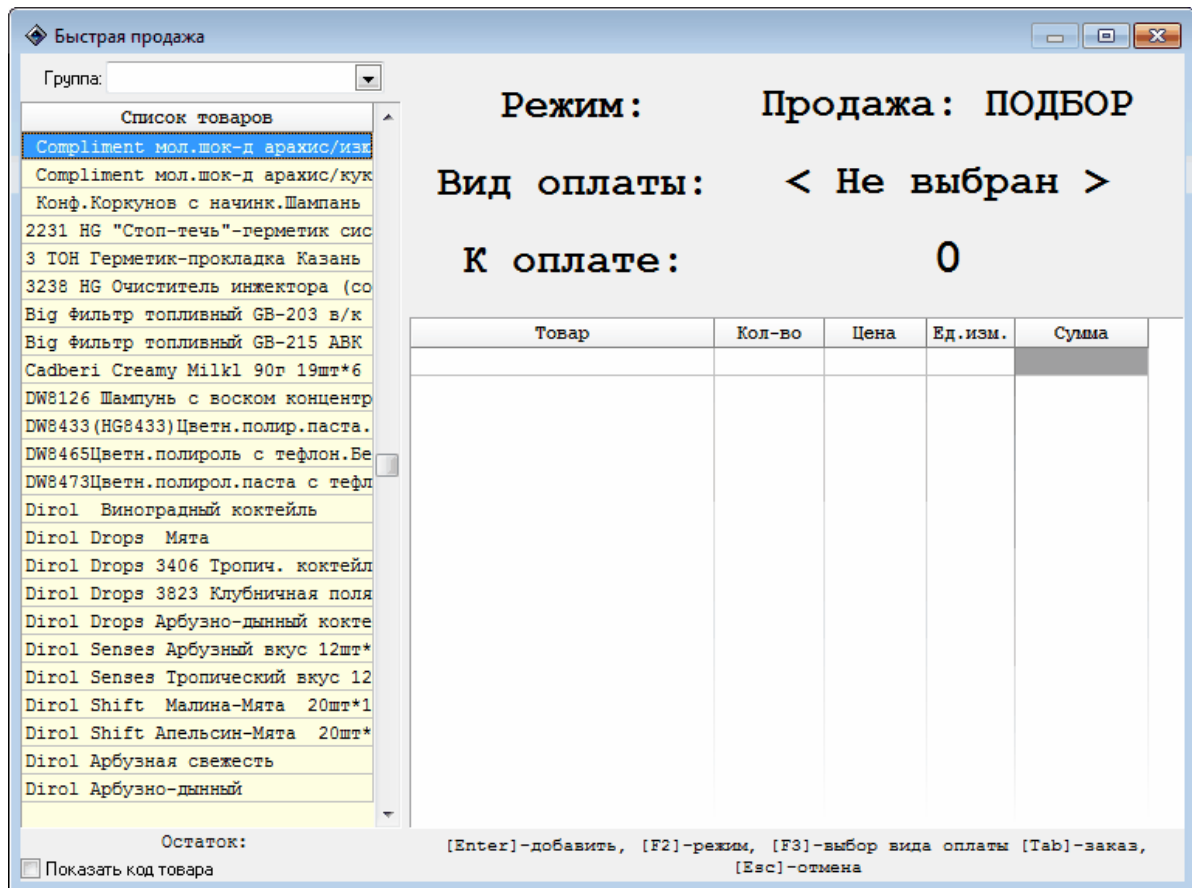 Быстрая продажа
Группа:
Список товаров
Compliment мол.шок-д арахис/изю
Compliment мол.шок-д арахис/кук
Конф.Коркунов с начинк.Шампань
2231 HG "Стоп-течь"-герметик сис
3 ТОН Герметик-прокладка Казань
3238 HG Очиститель инжектора (со
Big Фильтр топливный GB-203 в/к
Big Фильтр топливный GB-215 АВК
Cadberi Creamy Milkl 90г 19шт*6
DW8126 Шампунь с воском концентр
DW8433(HG8433)Цветн.полир.паста.
DW8465Цветн.полироль с тефлон.Бе
DW8473Цветн.полирол.паста с тефл
Dirol Виноградный коктейль
Dirol Drops Мята
Dirol Drops 3406 Тропич. коктейл
Dirol Drops 3823 Клубничная поля
Dirol Drops Арбузно-дынный кокте
Dirol Senses Арбузный вкус 12шт*
Dirol Senses Тропический вкус 12
Dirol Shift Малина-Мята 20шт*1
Dirol Shift Апельсин-Мята 20шт*
Dirol Арбузная свежесть
Dirol Арбузно-дынный
Остаток:
Показать код товара
Режим: Продажа: ПОДБОР
Вид оплаты: < Не выбран >
К оплате: 0
Товар Кол-во Цена Ед.изм. Сумма
[Enter]-добавить, [F2]-режим, [F3]-выбор вида оплаты [Tab]-заказ,
[Esc]-отмена